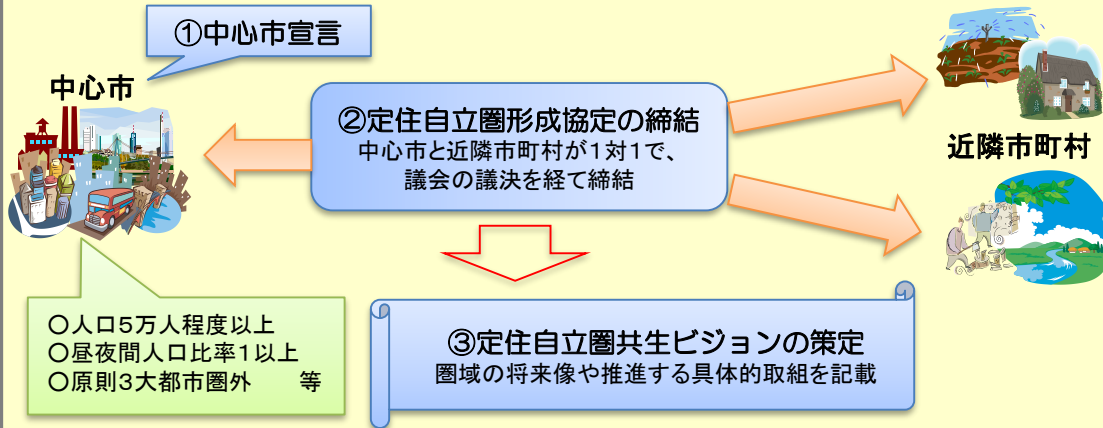 ①中心市宣言
中心市
②定住自立圏形成協定の締結
中心市と近隣市町村が１対１で、
議会の議決を経て締結
近隣市町村
○人口５万人程度以上
○昼夜間人口比率１以上
○原則３大都市圏外　　等
③定住自立圏共生ビジョンの策定
圏域の将来像や推進する具体的取組を記載